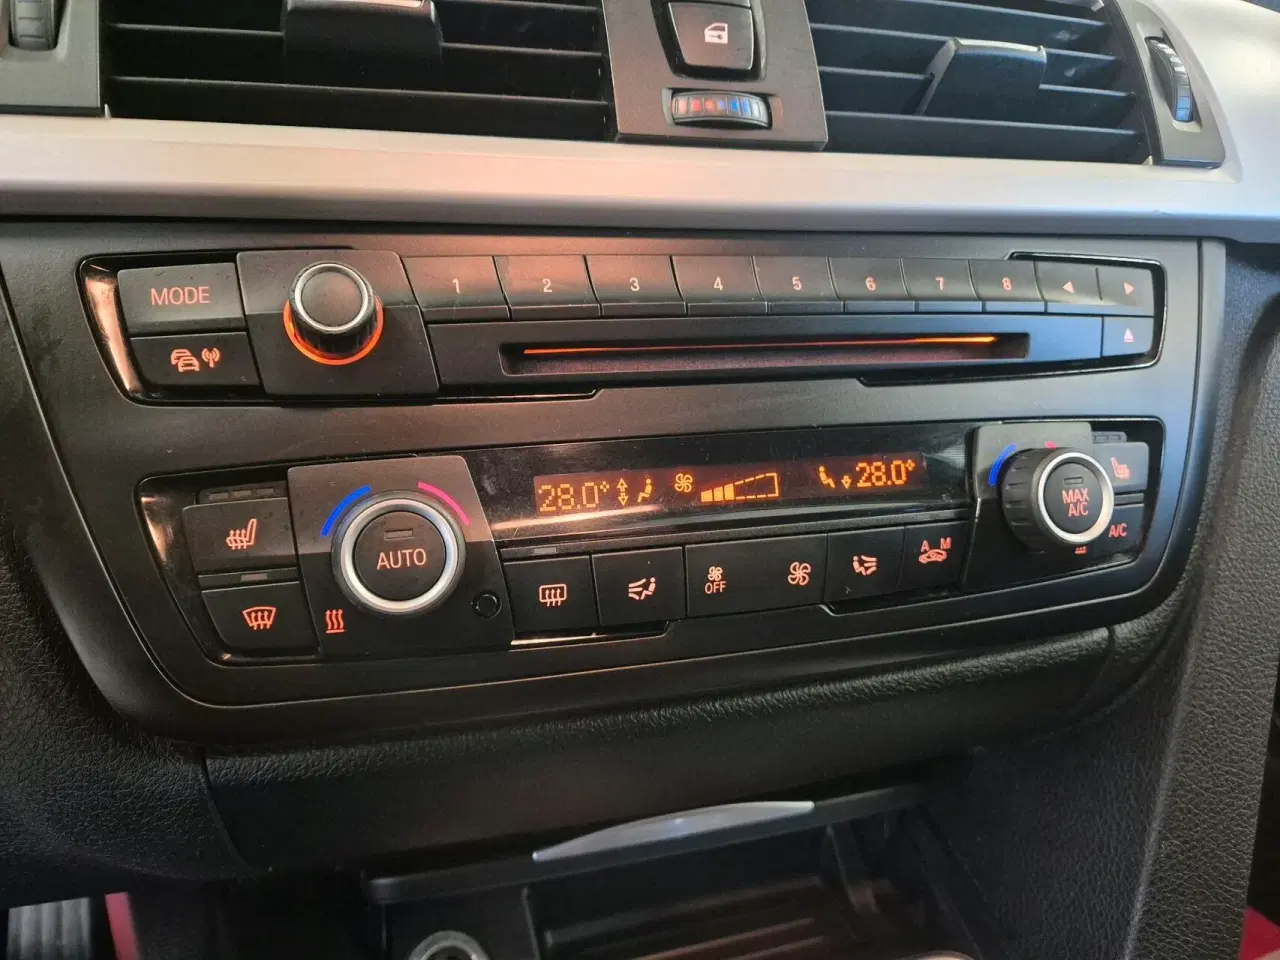 MODE
1 2 3 4 5 6 7 8
28.0° 28.0°
AUTO
MAX
A/C
A/C
OFF
A M